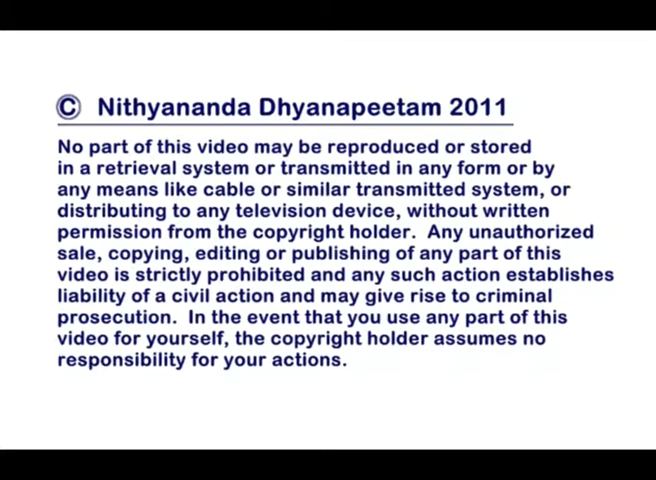 © Nithyananda Dhyanapeetam 2011
No part of this video may be reproduced or stored
in a retrieval system or transmitted in any form or by
any means like cable or similar transmitted system, or
distributing to any television device, without written
permission from the copyright holder. Any unauthorized
sale, copying, editing or publishing of any part of this
video is strictly prohibited and any such action establishes
liability of a civil action and may give rise to criminal
prosecution. In the event that you use any part of this
video for yourself, the copyright holder assumes no
responsibility for your actions.